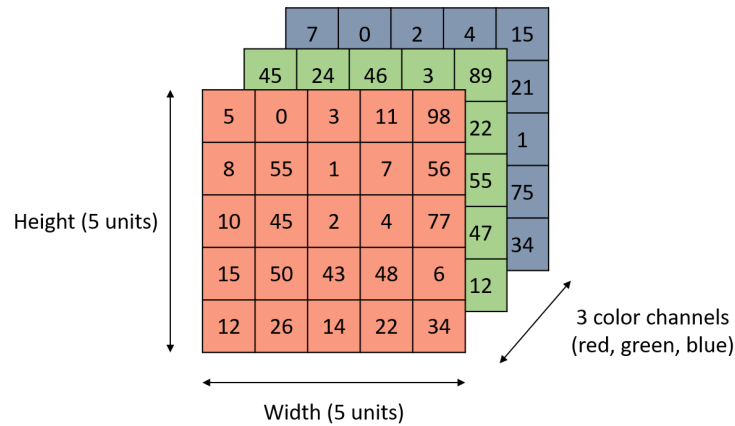 7 0 2 4 15
45 24 46 3 89
21
5 0 3 11 98
22
1
8 55 1 7 56
55
75
10 45 2 4 77
Height (5 units)
47
34
15 50 43 48 6
12
12 26 14 22 34
3 color channels
(red, green, blue)
Width (5 units)